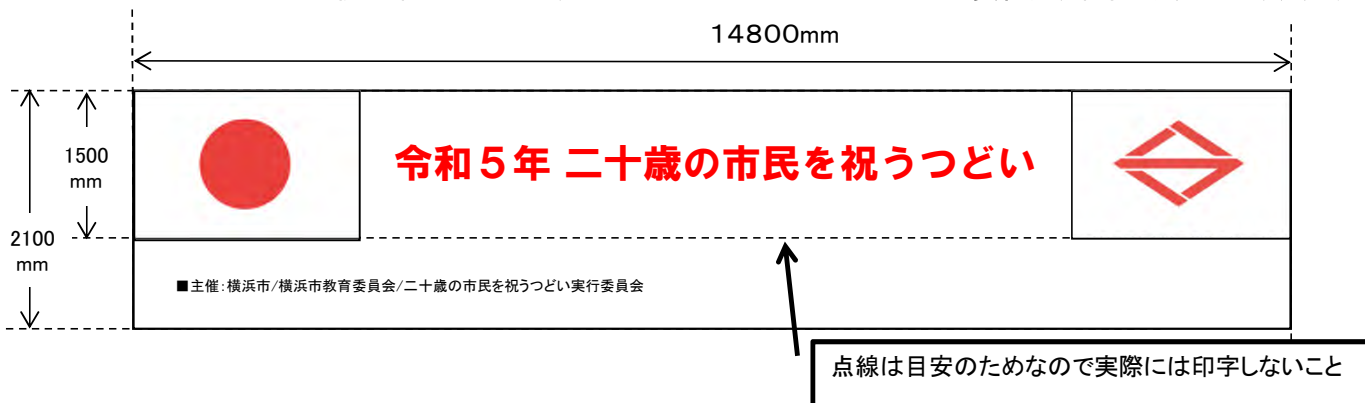 14800mm
1500
mm
2100
mm
令和５年 二十歳の市民を祝うつどい
■主催：横浜市/横浜市教育委員会/二十歳の市民を祝うつどい実行委員会
点線は目安のためなので実際には印字しないこと